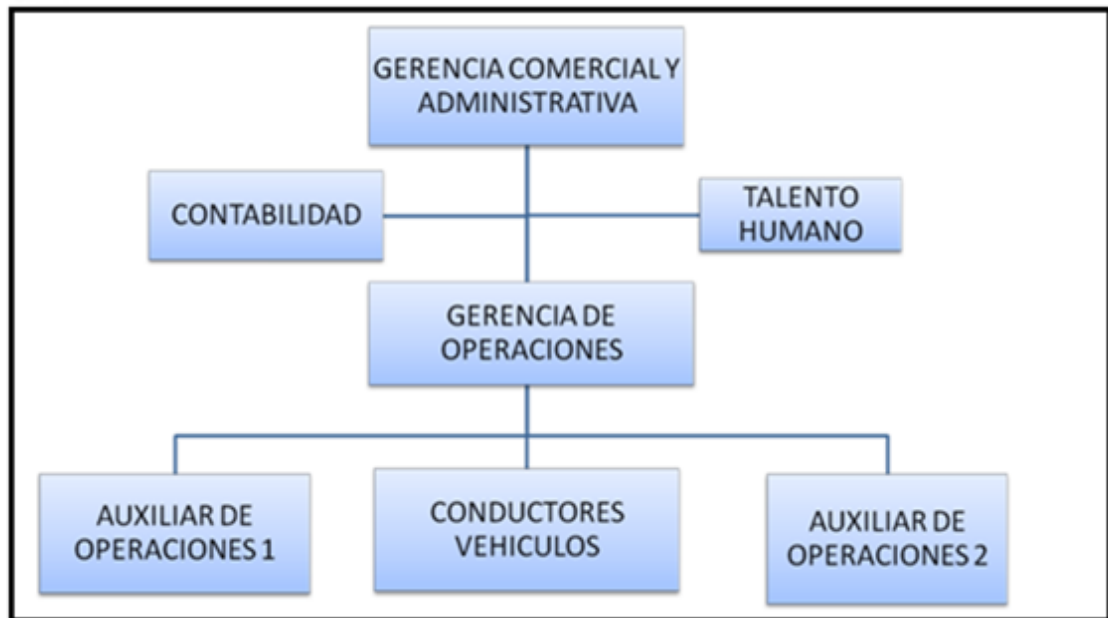 GERENCIA COMERCIAL Y
ADMINISTRATIVA
CONTABILIDAD
TALENTO
HUMANO
GERENCIA DE
OPERACIONES
AUXILIAR DE
OPERACIONES 1
CONDUCTORES
VEHICULOS
AUXILIAR DE
OPERACIONES 2